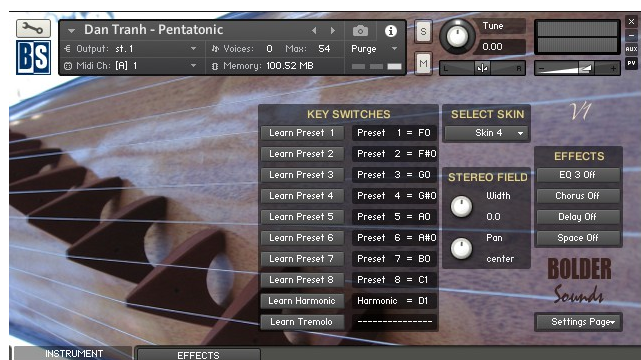 Dan Tranh - Pentatonic
Output: st.1
Voices: 0 Max: 54
Purge
Midi Ch: [A] 1
Memory: 100.52 MB
S
M
Tune
0.00
L
R
AUX
PV
BS
V1
KEY SWITCHES
Learn Preset 1 Preset 1 = F0
Learn Preset 2 Preset 2 = F#0
Learn Preset 3 Preset 3 = G0
Learn Preset 4 Preset 4 = G#0
Learn Preset 5 Preset 5 = A0
Learn Preset 6 Preset 6 = A#0
Learn Preset 7 Preset 7 = B0
Learn Preset 8 Preset 8 = C1
Learn Harmonic Harmonic = D1
Learn Tremolo ---------------
SELECT SKIN
Skin 4
STEREO FIELD
Width
0.0
Pan
center
EFFECTS
EQ 3 Off
Chorus Off
Delay Off
Space Off
BOLDER
Sounds
Settings Page
INSTRUMENT
EFFECTS